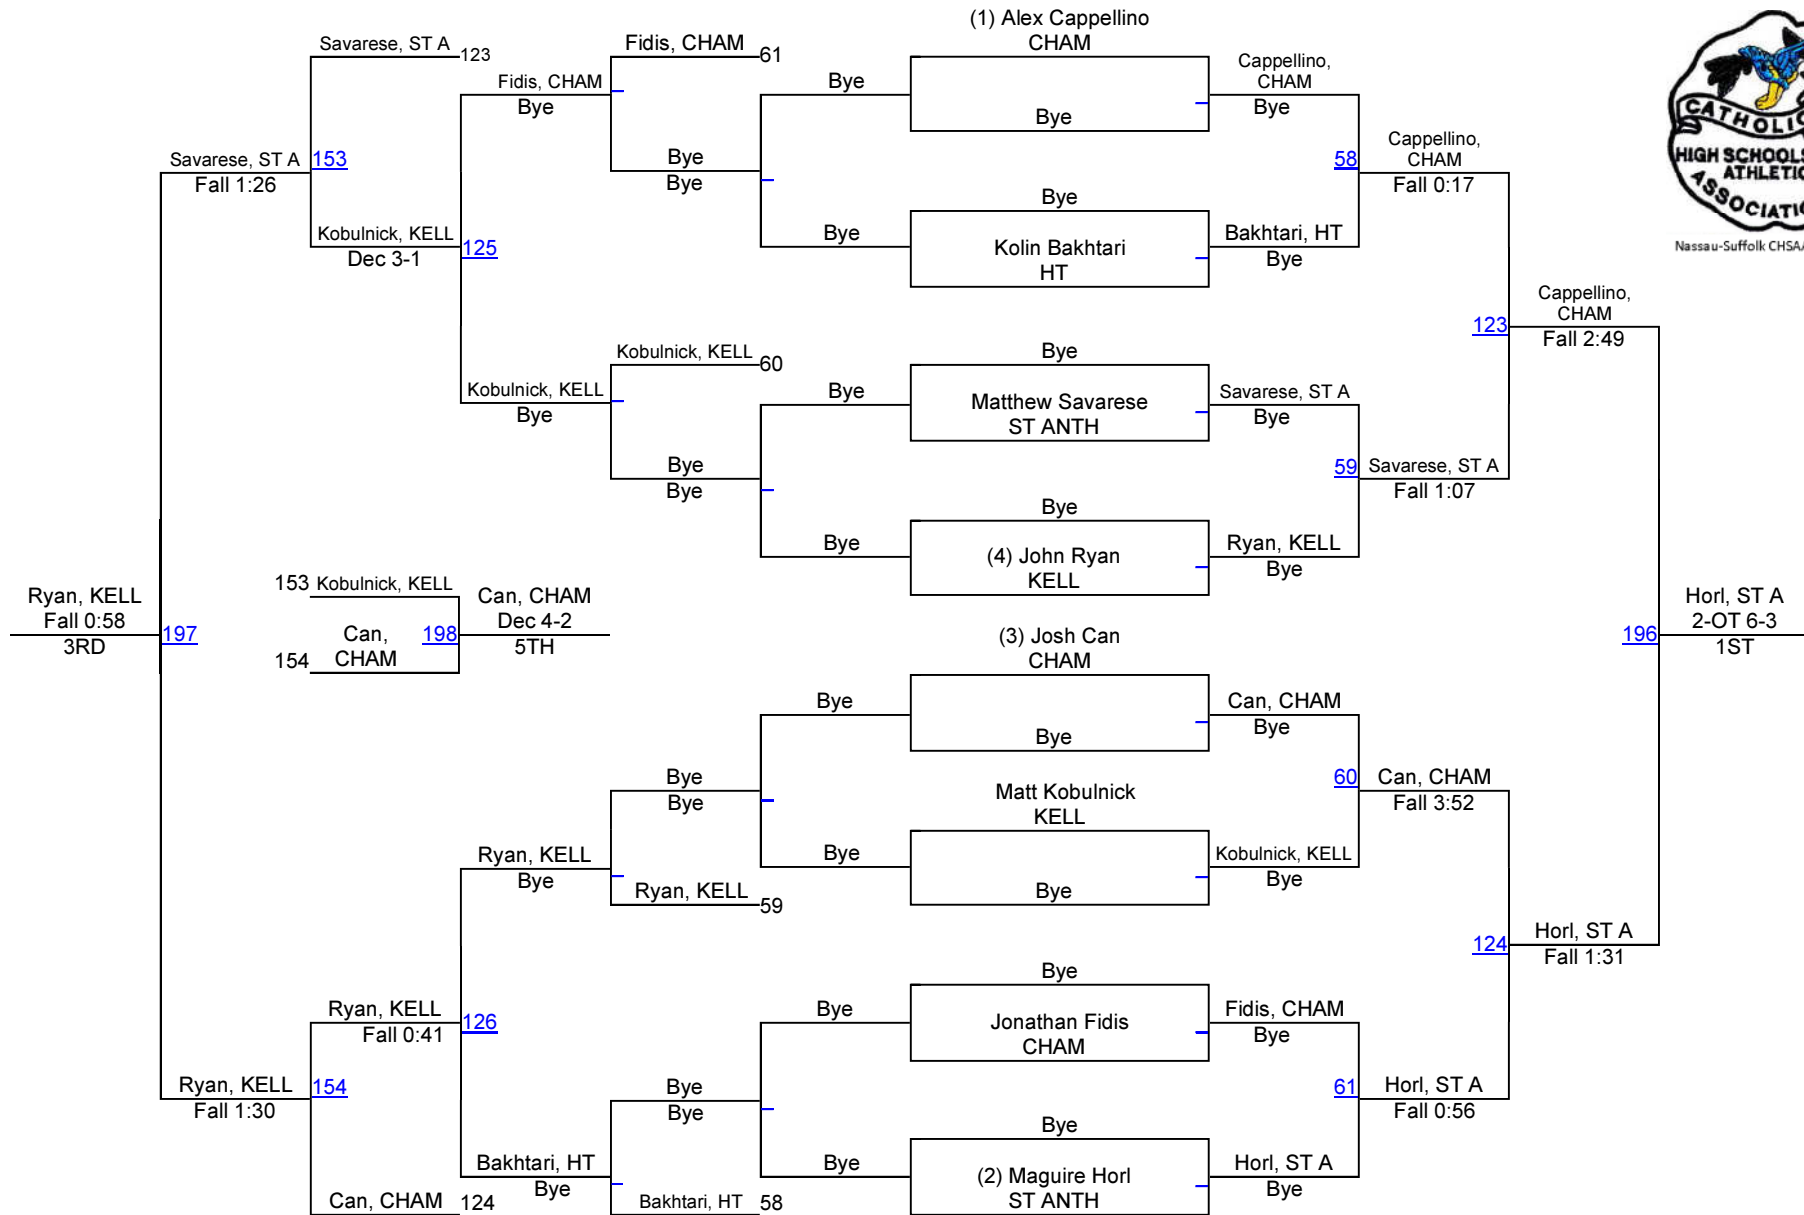 (1) Alex Cappellino
CHAM
Bye
Bye
Kolin Bakhtari
HT
Bye
Matthew Savarese
ST ANTH
Bye
(4) John Ryan
KELL
(3) Josh Can
CHAM
Bye
Matt Kobulnick
KELL
Bye
Bye
Jonathan Fidis
CHAM
Bye
(2) Maguire Horl
ST ANTH
Cappellino,
CHAM
Bye
Bakhtari, HT
Bye
Savarese, ST A
Bye
Ryan, KELL
Bye
Can, CHAM
Bye
Kobulnick, KELL
Bye
Fidis, CHAM
Bye
Horl, ST A
Bye
58
Cappellino,
CHAM
Fall 0:17
59
Savarese, ST A
Fall 1:07
60
Can, CHAM
Fall 3:52
61
Horl, ST A
Fall 0:56
123
Cappellino,
CHAM
Fall 2:49
124
Horl, ST A
Fall 1:31
196
Horl, ST A
2-OT 6-3
1ST
Bye
Bye
Bye
Bye
Bye
Bye
Bye
Bye
Fidis, CHAM
61
Bye
Bye
Kobulnick, KELL
60
Bye
Bye
Bye
Bye
Ryan, KELL
59
Bye
Bye
Bakhtari, HT
58
Fidis, CHAM
Bye
Kobulnick, KELL
Bye
Ryan, KELL
Bye
Bakhtari, HT
Bye
Savarese, ST A
123
Kobulnick, KELL
125
Dec 3-1
Ryan, KELL
126
Fall 0:41
Can, CHAM
124
Savarese, ST A
153
Fall 1:26
Ryan, KELL
154
Fall 1:30
Ryan, KELL
Fall 0:58
197
3RD
153 Kobulnick, KELL
Can,
CHAM
154
198
Can, CHAM
Dec 4-2
5TH
CATHOLIC
HIGH SCHOOLS
ATHLETIC
ASSOCIATI
Nassau-Suffolk CHSAA